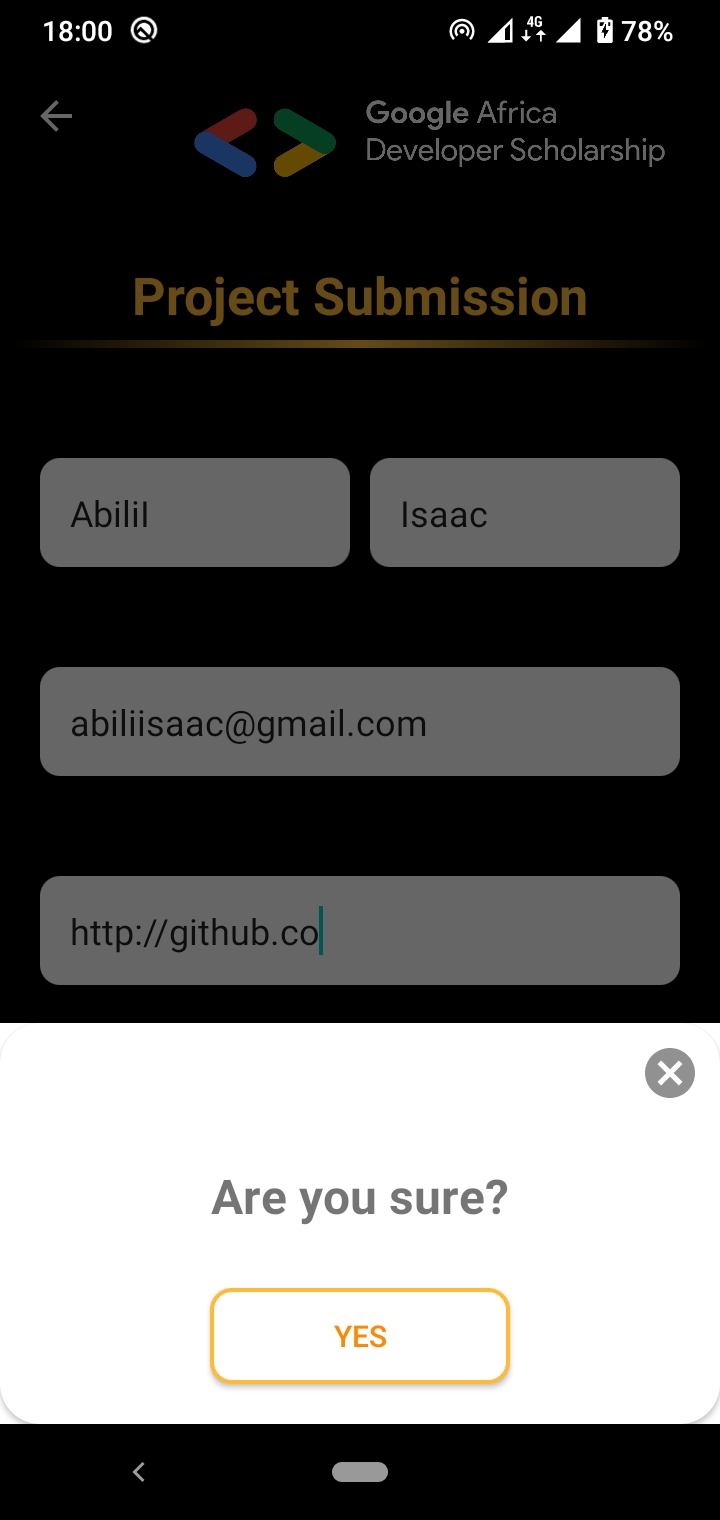 18:00
4G
78%
Google Africa
Developer Scholarship
Project Submission
AbiliI
Isaac
abiliisaac@gmail.com
http://github.co
Are you sure?
YES